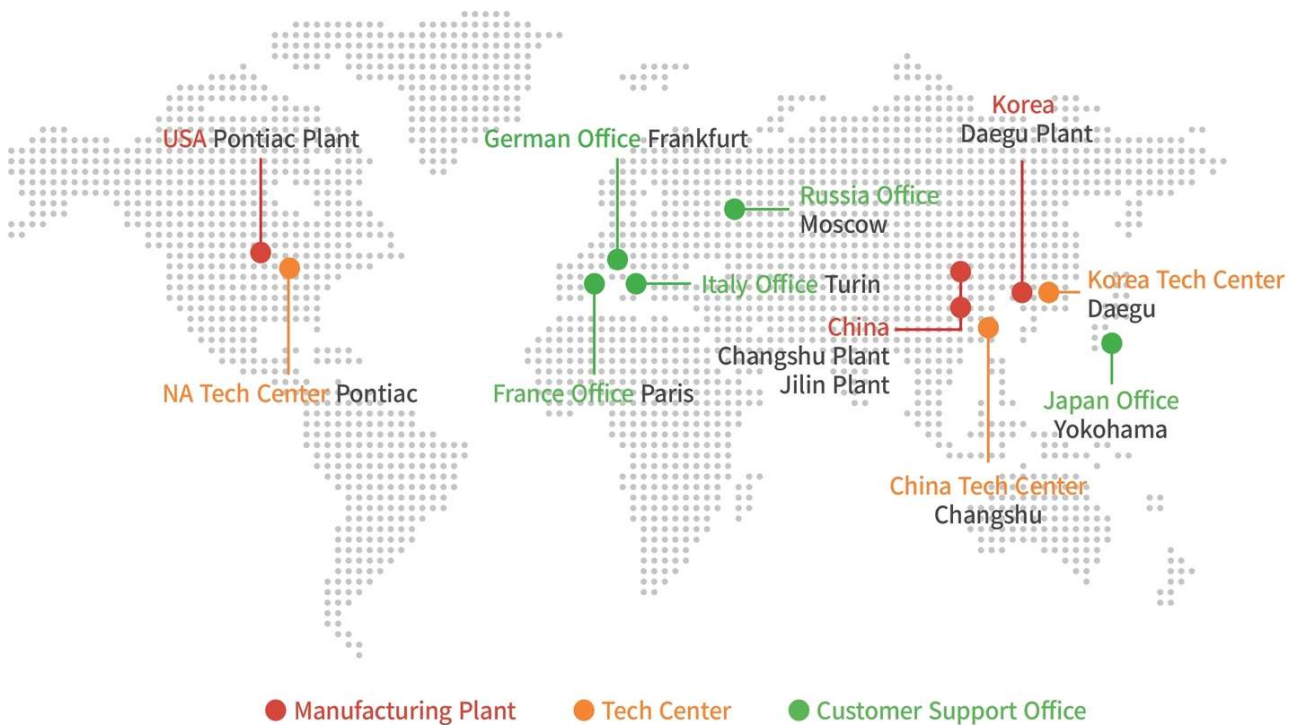 Korea
Daegu Plant
USA Pontiac Plant
German Office Frankfurt
Russia Office
Moscow
Italy Office Turin
Korea Tech Center
Daegu
China
Changshu Plant
Jilin Plant
NA Tech Center Pontiac
France Office Paris
Japan Office
Yokohama
China Tech Center
Changshu
Manufacturing Plant
Tech Center
Customer Support Office